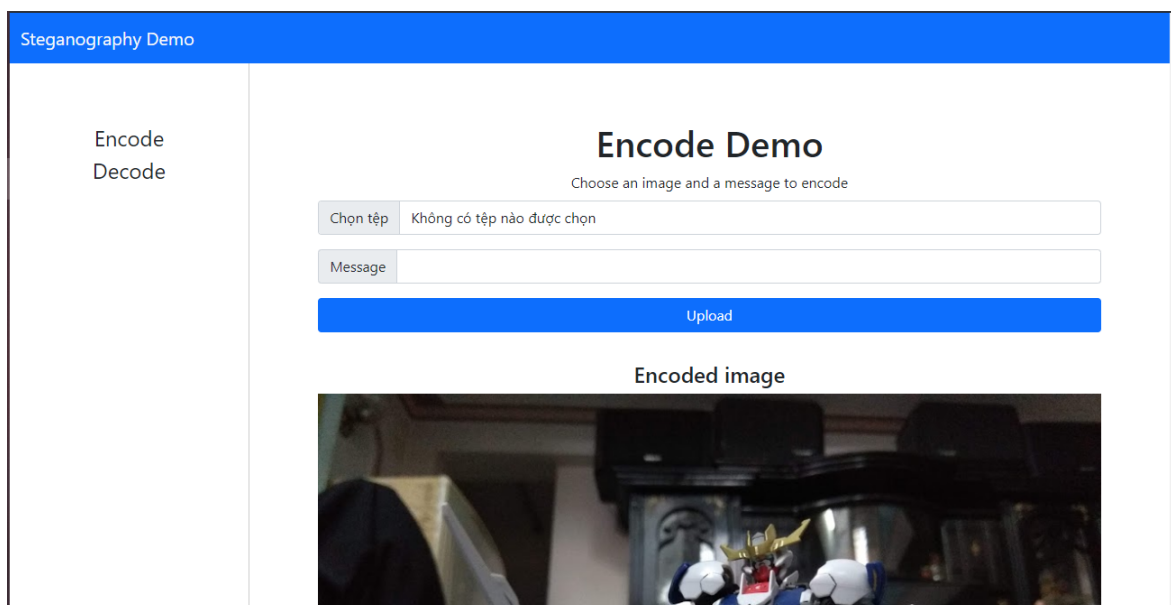 Steganography Demo
Encode
Decode
Encode Demo
Choose an image and a message to encode
Chọn tệp Không có tệp nào được chọn
Message
Upload
Encoded image